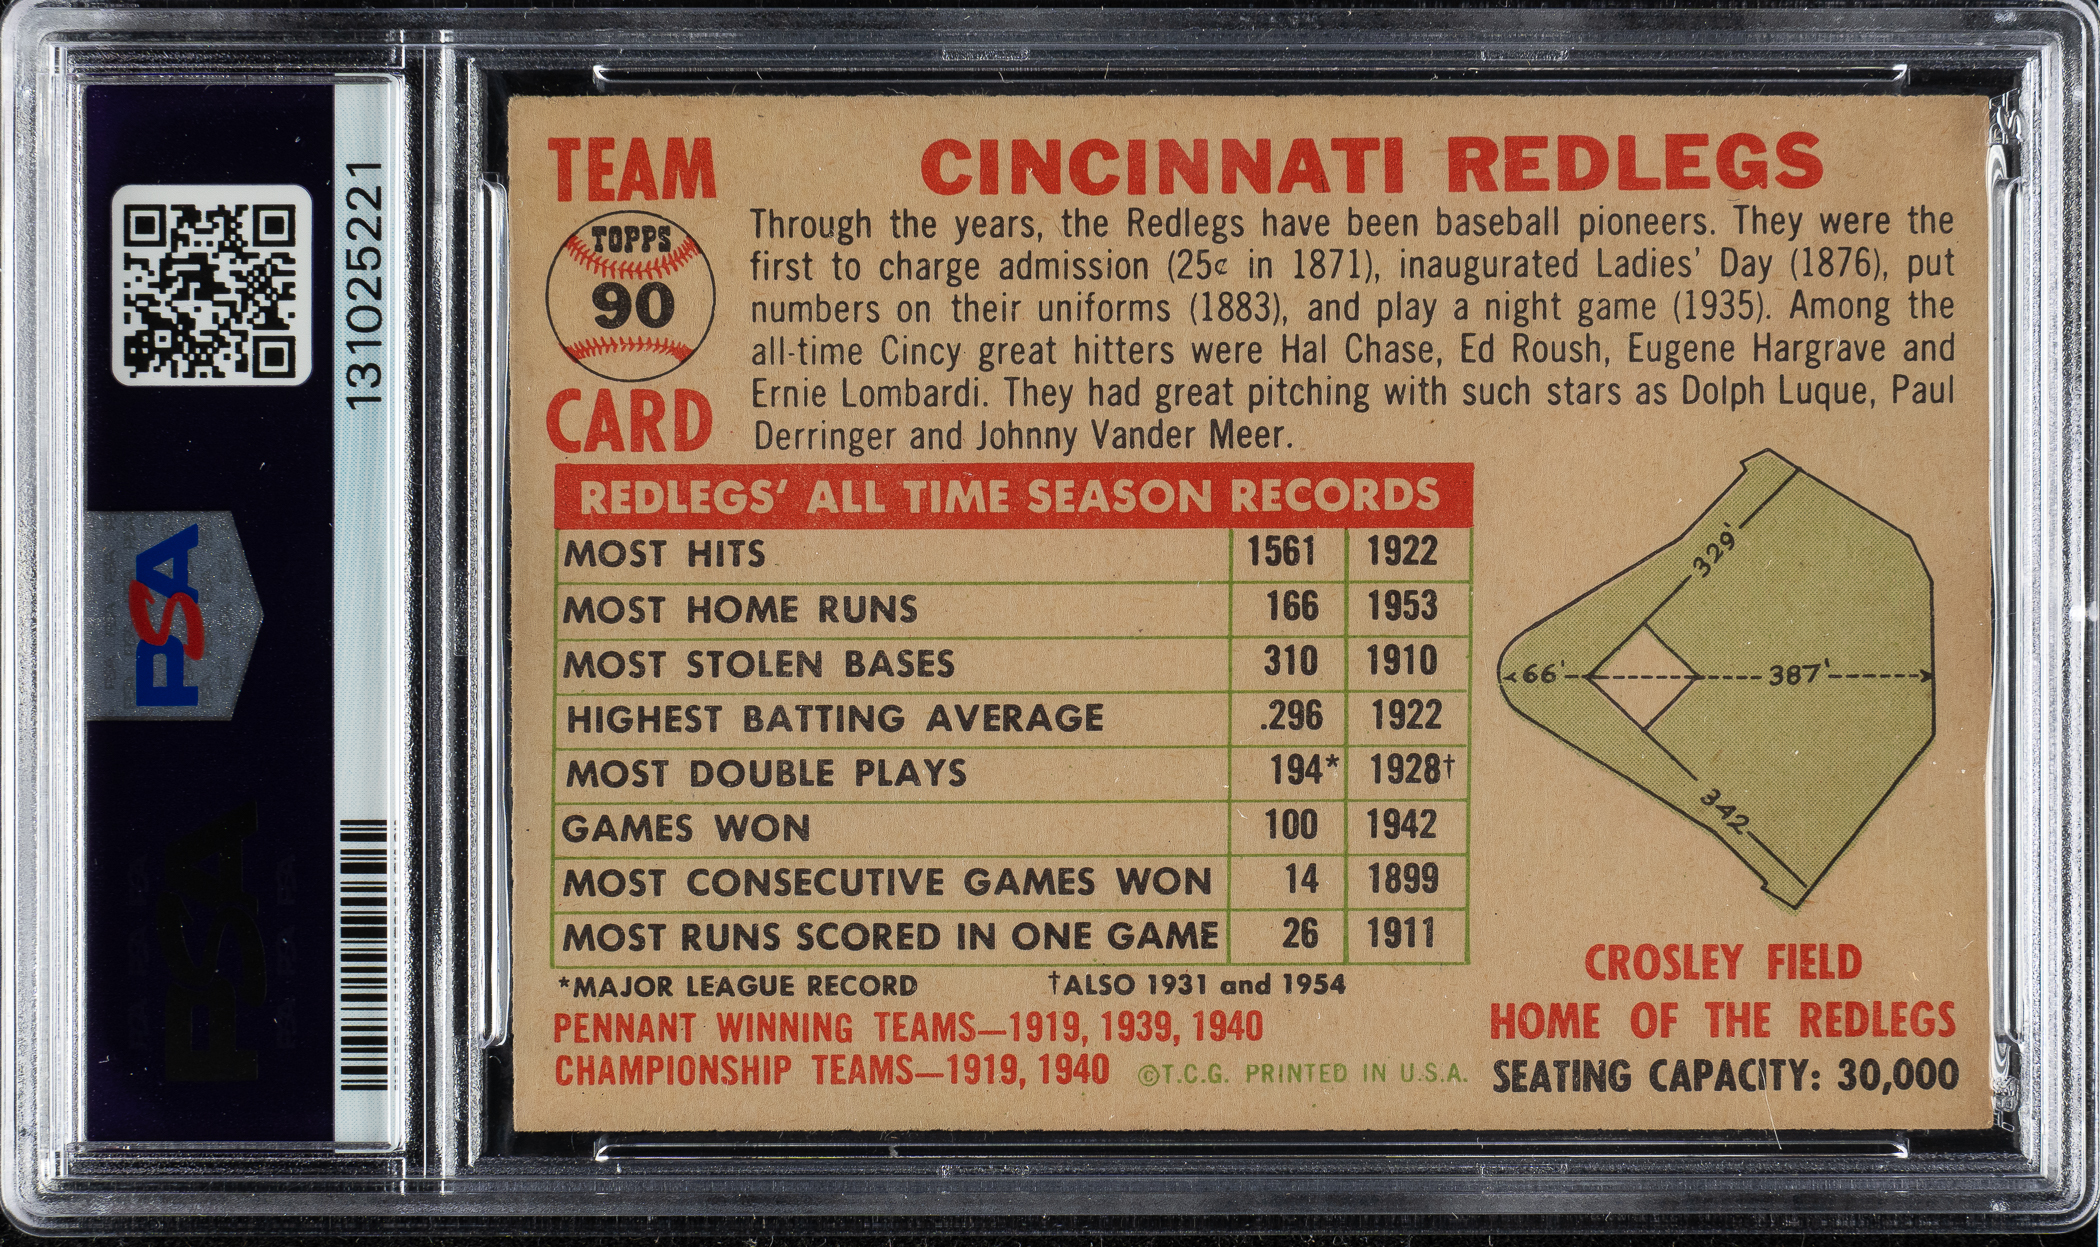 131025221
PSA
PSA
TEAM
TOPPS
90
CARD
CINCINNATI REDLEGS
Through the years, the Redlegs have been baseball pioneers. They were the
first to charge admission (25¢ in 1871), inaugurated Ladies' Day (1876), put
numbers on their uniforms (1883), and play a night game (1935). Among the
all-time Cincy great hitters were Hal Chase, Ed Roush, Eugene Hargrave and
Ernie Lombardi. They had great pitching with such stars as Dolph Luque, Paul
Derringer and Johnny Vander Meer.
REDLEGS' ALL TIME SEASON RECORDS
MOST HITS 1561 1922
MOST HOME RUNS 166 1953
MOST STOLEN BASES 310 1910
HIGHEST BATTING AVERAGE .296 1922
MOST DOUBLE PLAYS 194* 1928†
GAMES WON 100 1942
MOST CONSECUTIVE GAMES WON 14 1899
MOST RUNS SCORED IN ONE GAME 26 1911
*MAJOR LEAGUE RECORD †ALSO 1931 and 1954
PENNANT WINNING TEAMS—1919, 1939, 1940
CHAMPIONSHIP TEAMS—1919, 1940 ©T.C.G. PRINTED IN U.S.A.
329'
66' 387'
342
CROSLEY FIELD
HOME OF THE REDLEGS
SEATING CAPACITY: 30,000